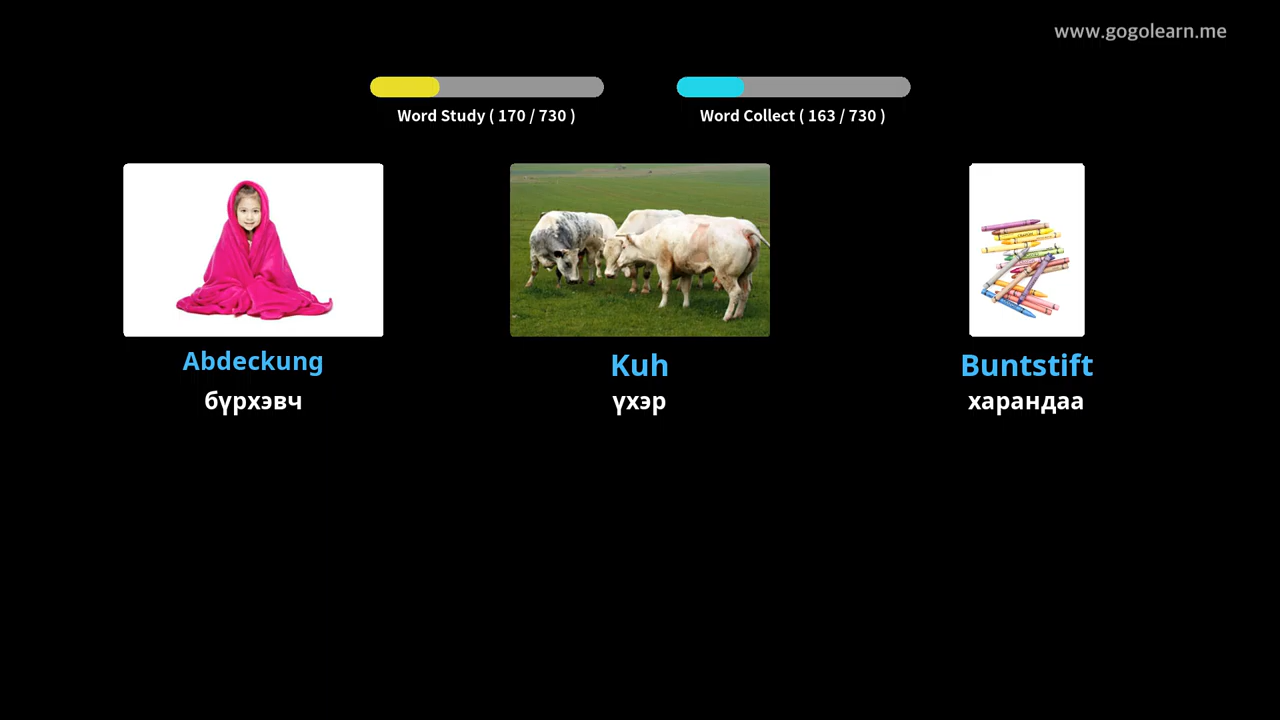 www.gogolearn.me
Word Study ( 170 / 730 )
Word Collect ( 163 / 730 )
Abdeckung
бүрхэвч
Kuh
үхэр
Buntstift
харандаа